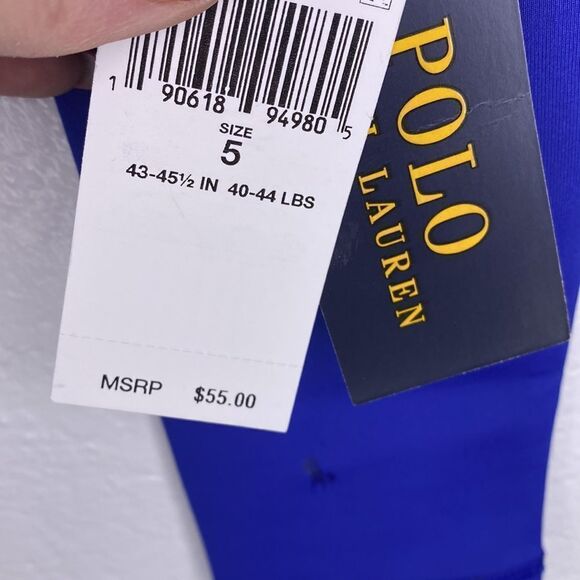 1 90618 94980 5
SIZE
5
43-45½ IN 40-44 LBS
MSRP $55.00
POLO
LAUREN